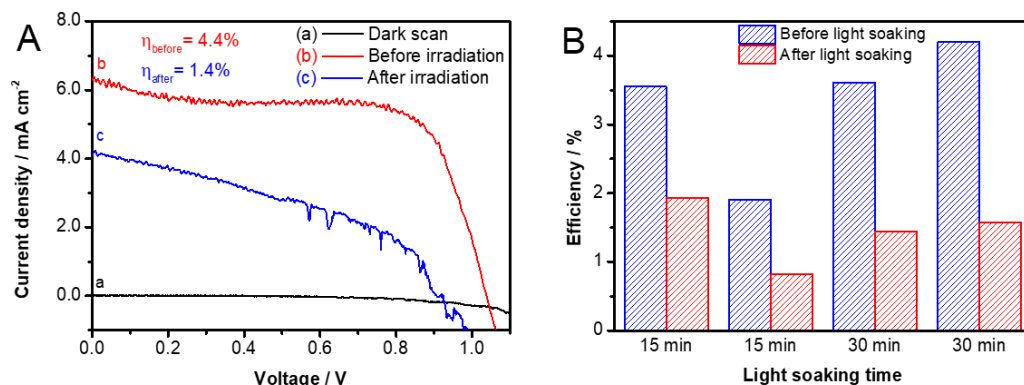 A
η before = 4.4%
η after = 1.4%
(a) Dark scan
(b) Before irradiation
(c) After irradiation
b
c
a
8.0
6.0
4.0
2.0
0.0
0.0 0.2 0.4 0.6 0.8 1.0
Current density / mA cm⁻²
Voltage / V
B
Before light soaking
After light soaking
4
3
2
1
0
15 min 15 min 30 min 30 min
Efficiency / %
Light soaking time